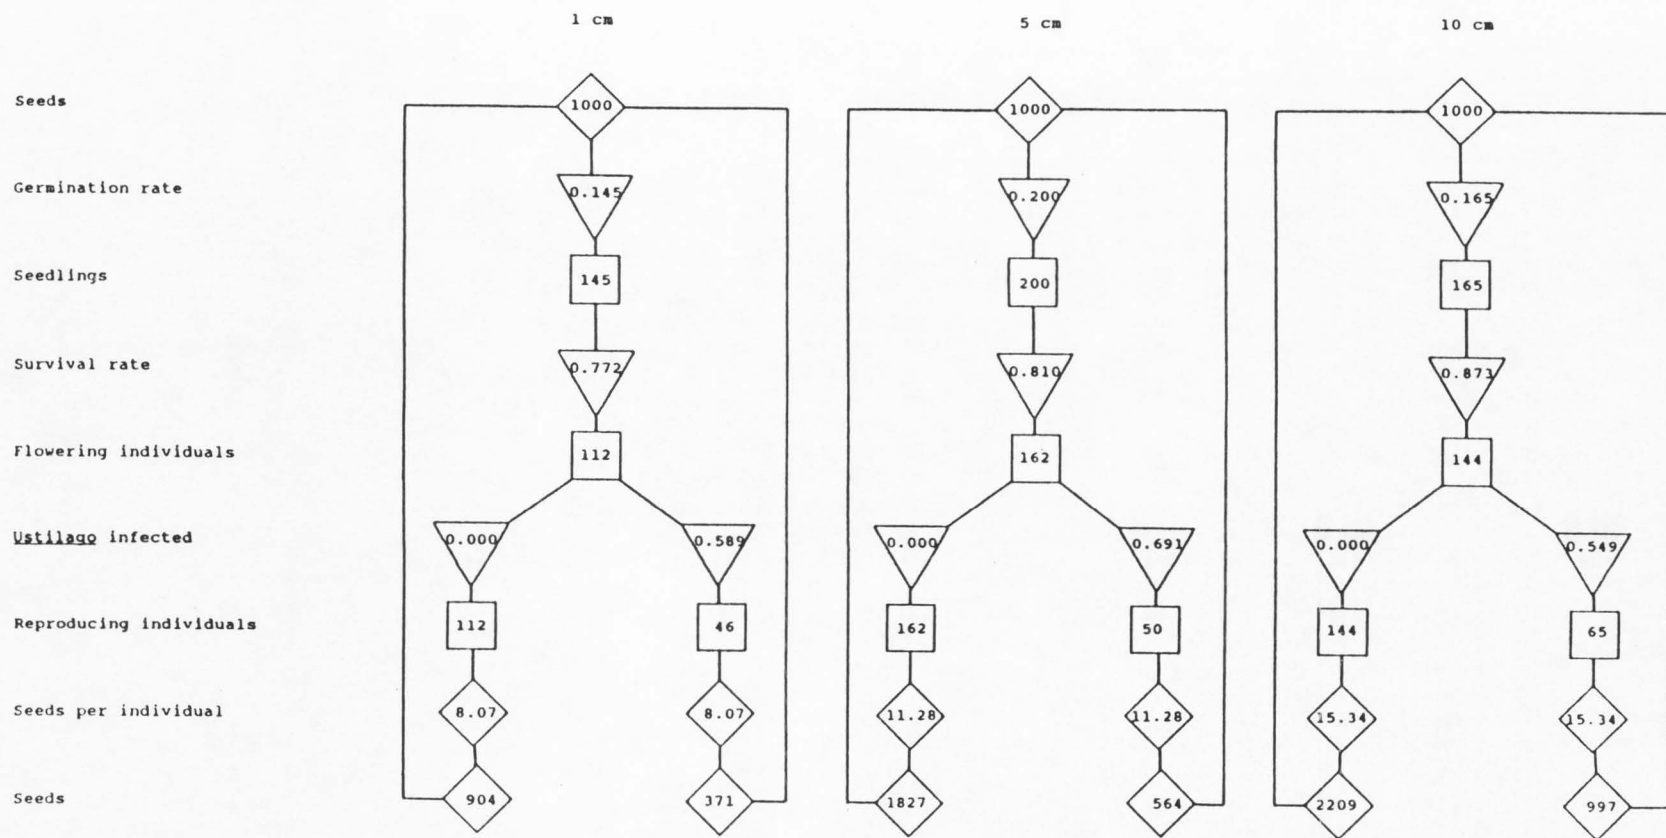 1 cm 5 cm 10 cm
Seeds 1000 1000 1000
Germination rate 0.145 0.200 0.165
Seedlings 145 200 165
Survival rate 0.772 0.810 0.873
Flowering individuals 112 162 144
Ustilago infected 0.000 0.589 0.000 0.691 0.000 0.549
Reproducing individuals 112 46 162 50 144 65
Seeds per individual 8.07 8.07 11.28 11.28 15.34 15.34
Seeds 904 371 1827 564 2209 997